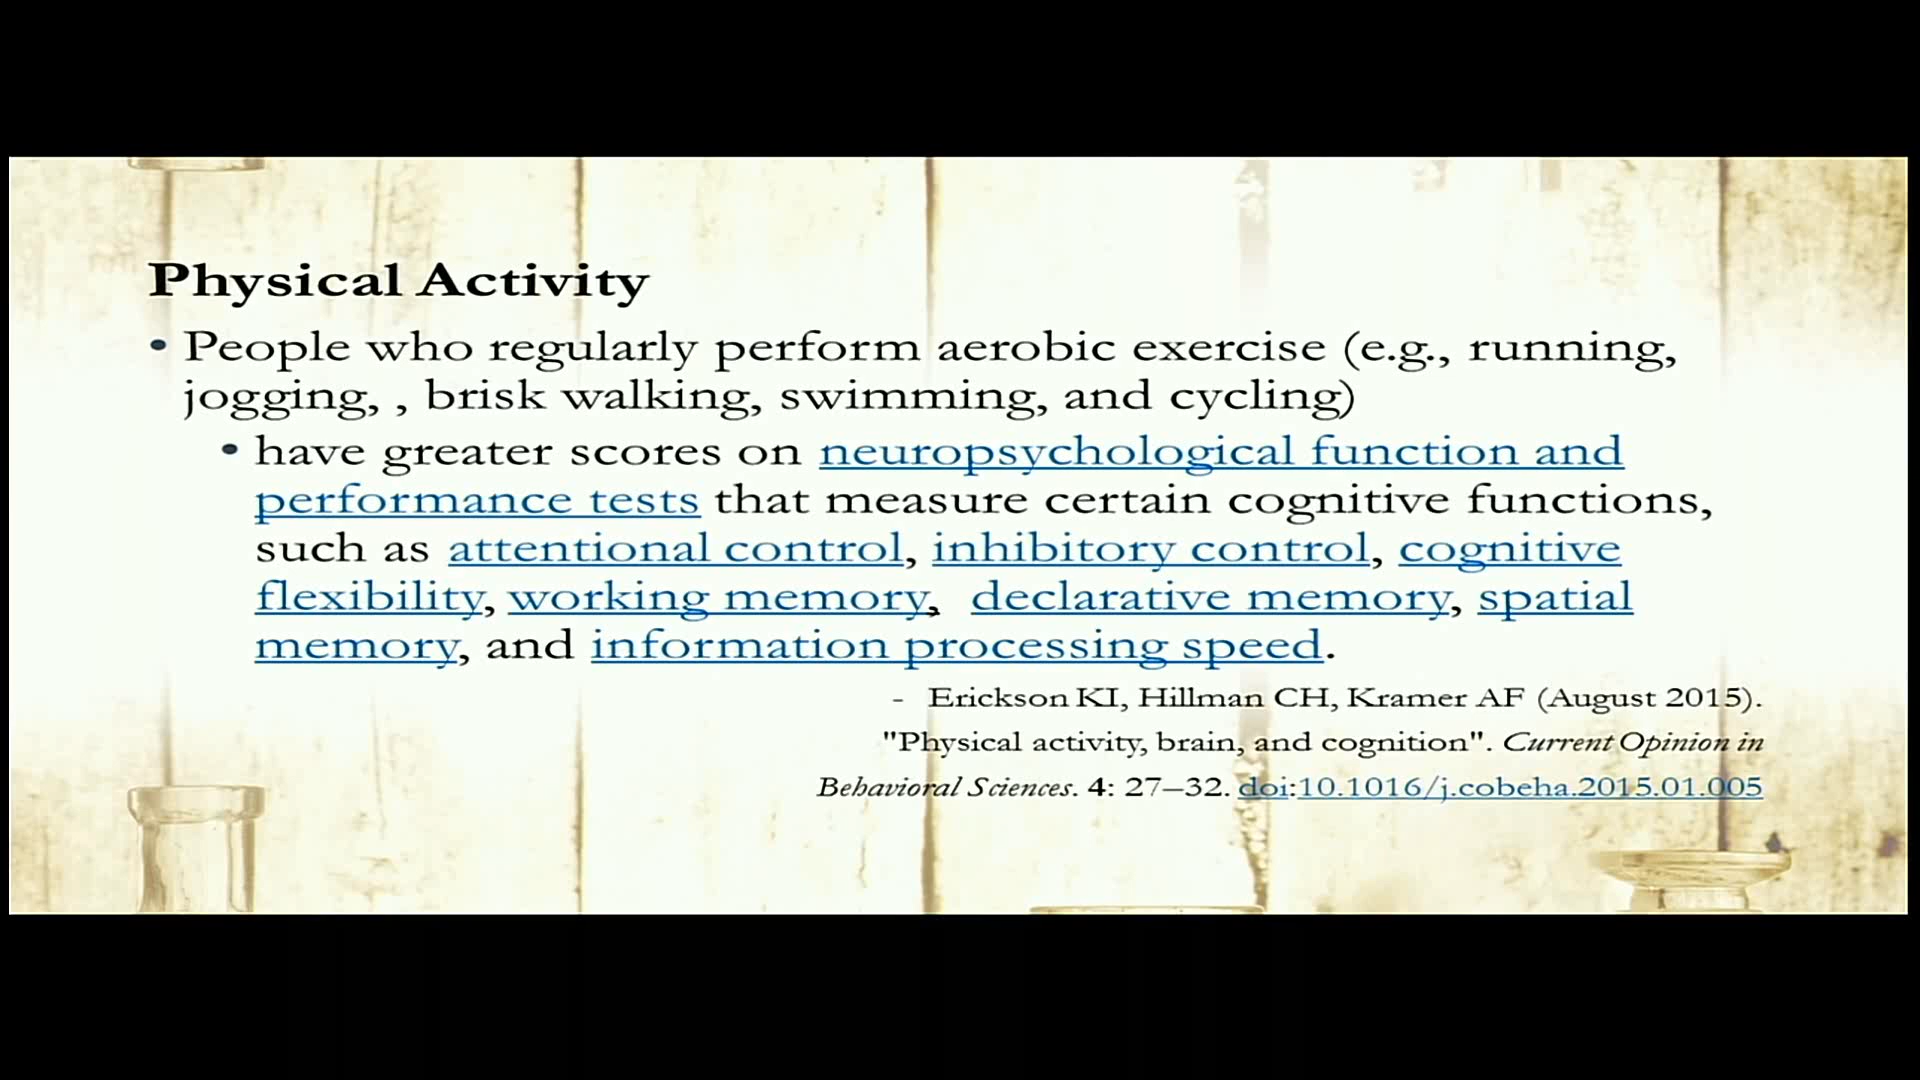 Physical Activity
• People who regularly perform aerobic exercise (e.g., running,
jogging, , brisk walking, swimming, and cycling)
• have greater scores on neuropsychological function and
performance tests that measure certain cognitive functions,
such as attentional control, inhibitory control, cognitive
flexibility, working memory,  declarative memory, spatial
memory, and information processing speed.
- Erickson KI, Hillman CH, Kramer AF (August 2015).
"Physical activity, brain, and cognition". Current Opinion in
Behavioral Sciences. 4: 27–32. doi:10.1016/j.cobeha.2015.01.005